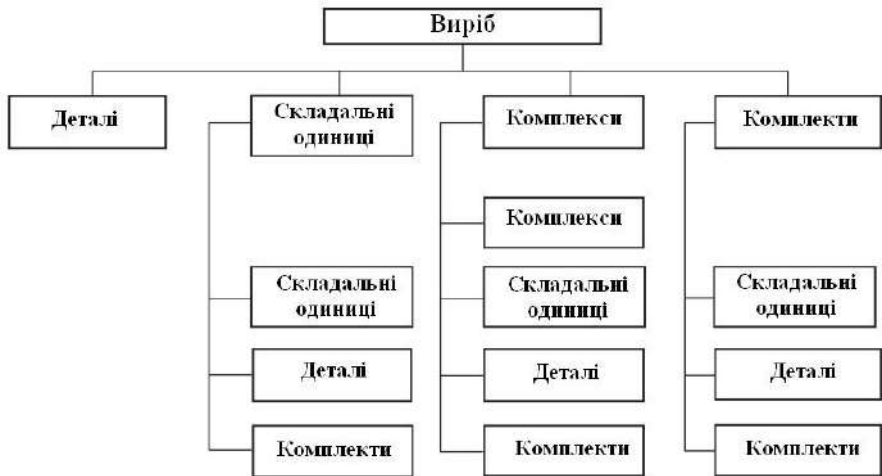 Виріб
Деталі
Складальні
одиниці
Комплекси
Комплекти
Комплекси
Складальні
одиниці
Складальні
одиниці
Складальні
одиниці
Деталі
Деталі
Деталі
Комплекти
Комплекти
Комплекти